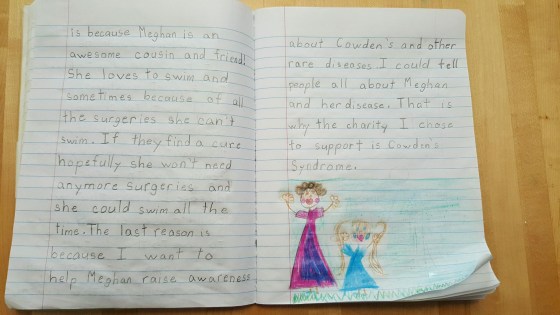 is because Meghan is an
awesome cousin and friend!
She loves to swim and
sometimes because of all
the surgeries she can't
swim. If they find a cure
hopefully she won't need
anymore surgeries and
she could swim all the
time. The last reason is
because I want to
help Meghan raise awareness
about Cowden's and other
rare diseases I could tell
people all about Meghan
and her disease. That is
why the charity I chose
to support is Cowden's
Syndrome.